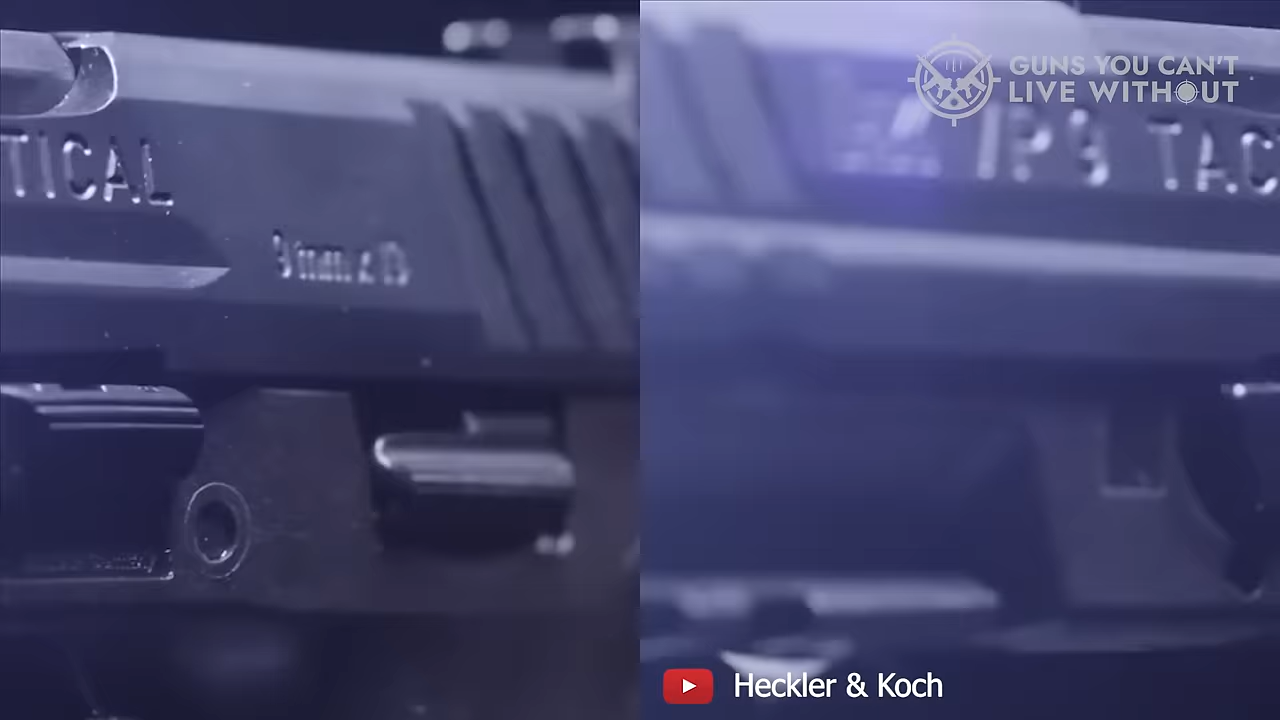 TICAL
9mm x 19
GUNS YOU CAN'T
LIVE WITHOUT
P9 TAC
Heckler & Koch